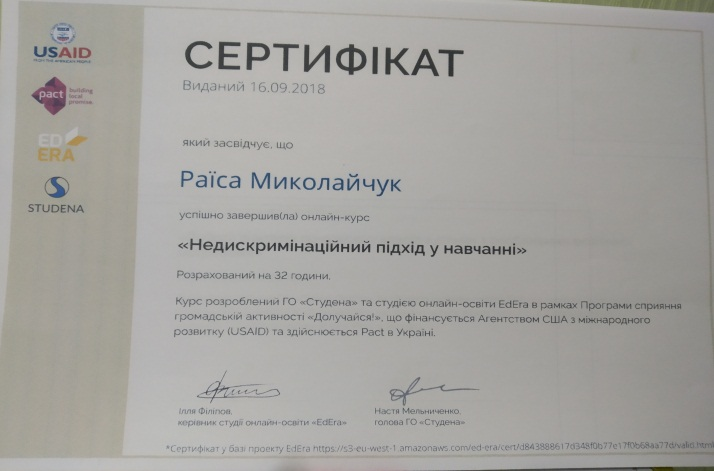 USAID
FROM THE AMERICAN PEOPLE
pact building local promise.
ED ERA
STUDENA
СЕРТИФІКАТ
Виданий 16.09.2018
який засвідчує, що
Раїса Миколайчук
успішно завершив(ла) онлайн-курс
«Недискримінаційний підхід у навчанні»
Розрахований на 32 години.
Курс розроблений ГО «Студена» та студією онлайн-освіти EdEra в рамках Програми сприяння
громадській активності «Долучайся!», що фінансується Агентством США з міжнародного
розвитку (USAID) та здійснюється Pact в Україні.
Ілля Філіпов,
керівник студії онлайн-освіти «EdEra»
Настя Мельниченко,
голова ГО «Студена»
*Сертифікат у базі проекту EdEra https://s3-eu-west-1.amazonaws.com/ed-era/cert/d843888617d348f0b77e17f0b68aa77d/valid.html